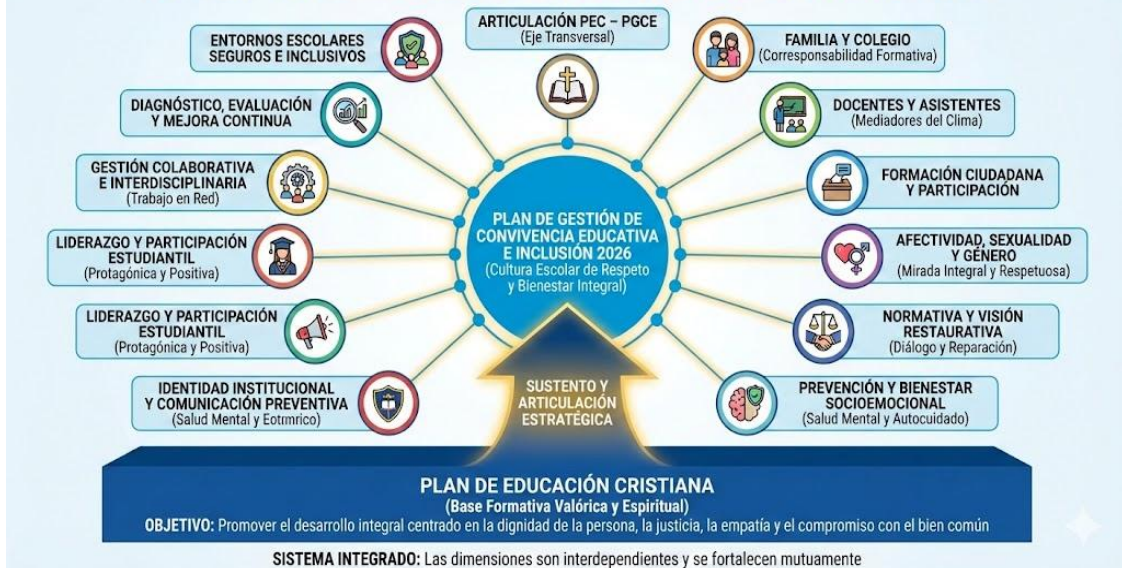 ARTICULACIÓN PEC – PGCE
(Eje Transversal)
ENTORNOS ESCOLARES
SEGUROS E INCLUSIVOS
FAMILIA Y COLEGIO
(Corresponsabilidad Formativa)
DIAGNÓSTICO, EVALUACIÓN
Y MEJORA CONTINUA
DOCENTES Y ASISTENTES
(Mediadores del Clima)
GESTIÓN COLABORATIVA
E INTERDISCIPLINARIA
(Trabajo en Red)
FORMACIÓN CIUDADANA
Y PARTICIPACIÓN
LIDERAZGO Y PARTICIPACIÓN
ESTUDIANTIL
(Protagónica y Positiva)
PLAN DE GESTIÓN DE
CONVIVENCIA EDUCATIVA
E INCLUSIÓN 2026
(Cultura Escolar de Respeto
y Bienestar Integral)
AFECTIVIDAD, SEXUALIDAD
Y GÉNERO
(Mirada Integral y Respetuosa)
LIDERAZGO Y PARTICIPACIÓN
ESTUDIANTIL
(Protagónica y Positiva)
NORMATIVA Y VISIÓN
RESTAURATIVA
(Diálogo y Reparación)
IDENTIDAD INSTITUCIONAL
Y COMUNICACIÓN PREVENTIVA
(Salud Mental y Eotmrico)
SUSTENTO Y
ARTICULACIÓN
ESTRATÉGICA
PREVENCIÓN Y BIENESTAR
SOCIOEMOCIONAL
(Salud Mental y Autocuidado)
PLAN DE EDUCACIÓN CRISTIANA
(Base Formativa Valórica y Espiritual)
OBJETIVO: Promover el desarrollo integral centrado en la dignidad de la persona, la justicia, la empatía y el compromiso con el bien común
SISTEMA INTEGRADO: Las dimensiones son interdependientes y se fortalecen mutuamente